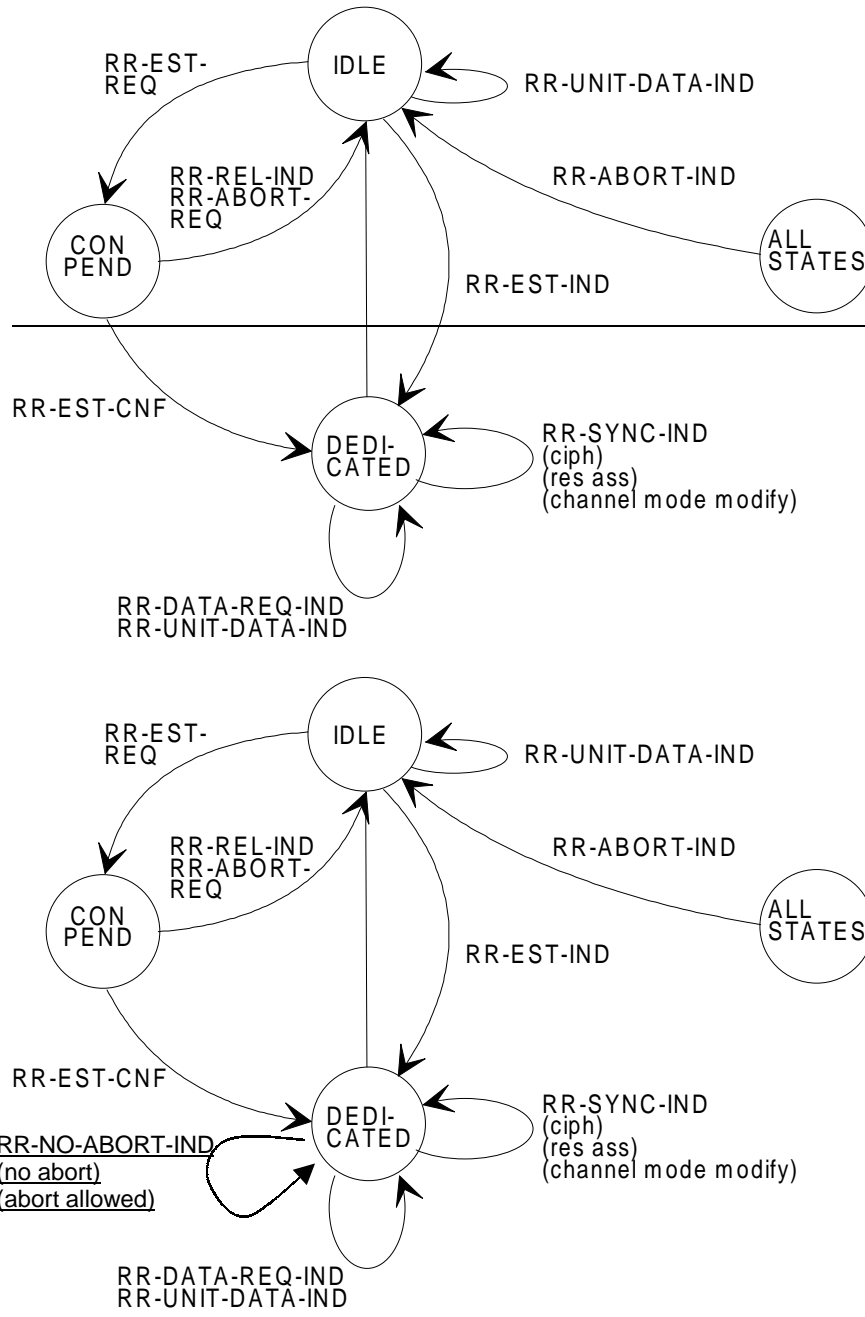 IDLE
RR-EST-
REQ
RR-UNIT-DATA-IND
RR-REL-IND
RR-ABORT-
REQ
RR-ABORT-IND
CON
PEND
ALL
STATES
RR-EST-IND
RR-EST-CNF
DEDI-
CATED
RR-SYNC-IND
(ciph)
(res ass)
(channel mode modify)
RR-DATA-REQ-IND
RR-UNIT-DATA-IND
IDLE
RR-EST-
REQ
RR-UNIT-DATA-IND
RR-REL-IND
RR-ABORT-
REQ
RR-ABORT-IND
CON
PEND
ALL
STATES
RR-EST-IND
RR-EST-CNF
DEDI-
CATED
RR-SYNC-IND
(ciph)
(res ass)
(channel mode modify)
RR-NO-ABORT-IND
(no abort)
(abort allowed)
RR-DATA-REQ-IND
RR-UNIT-DATA-IND